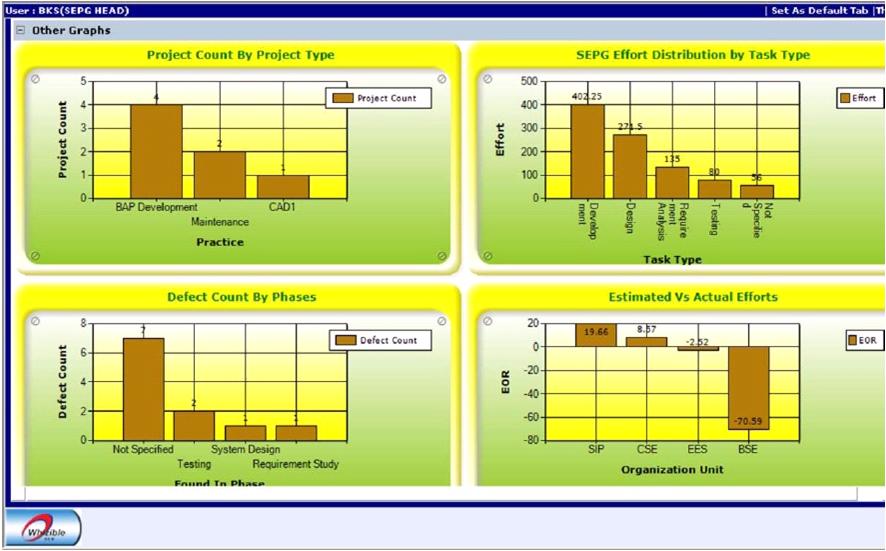 User : BKS(SEPG HEAD) | Set As Default Tab |Th
Other Graphs
Project Count By Project Type
Project Count
5
4
3
2
1
0
4
2
1
Project Count
BAP Development
Maintenance
CAD1
Practice
SEPG Effort Distribution by Task Type
Effort
500
400
300
200
100
0
402.25
271.5
135
80
56
Effort
Develop
ment
Design
Require
ment
Analysis
Testing
Not
Specifie
d
Task Type
Defect Count By Phases
Defect Count
8
6
4
2
0
7
2
1
1
Defect Count
Not Specified
Testing
System Design
Requirement Study
Found In Phase
Estimated Vs Actual Efforts
EOR
20
0
-20
-40
-60
-80
19.66
8.57
-2.52
-70.59
EOR
SIP
CSE
EES
BSE
Organization Unit
Whizible